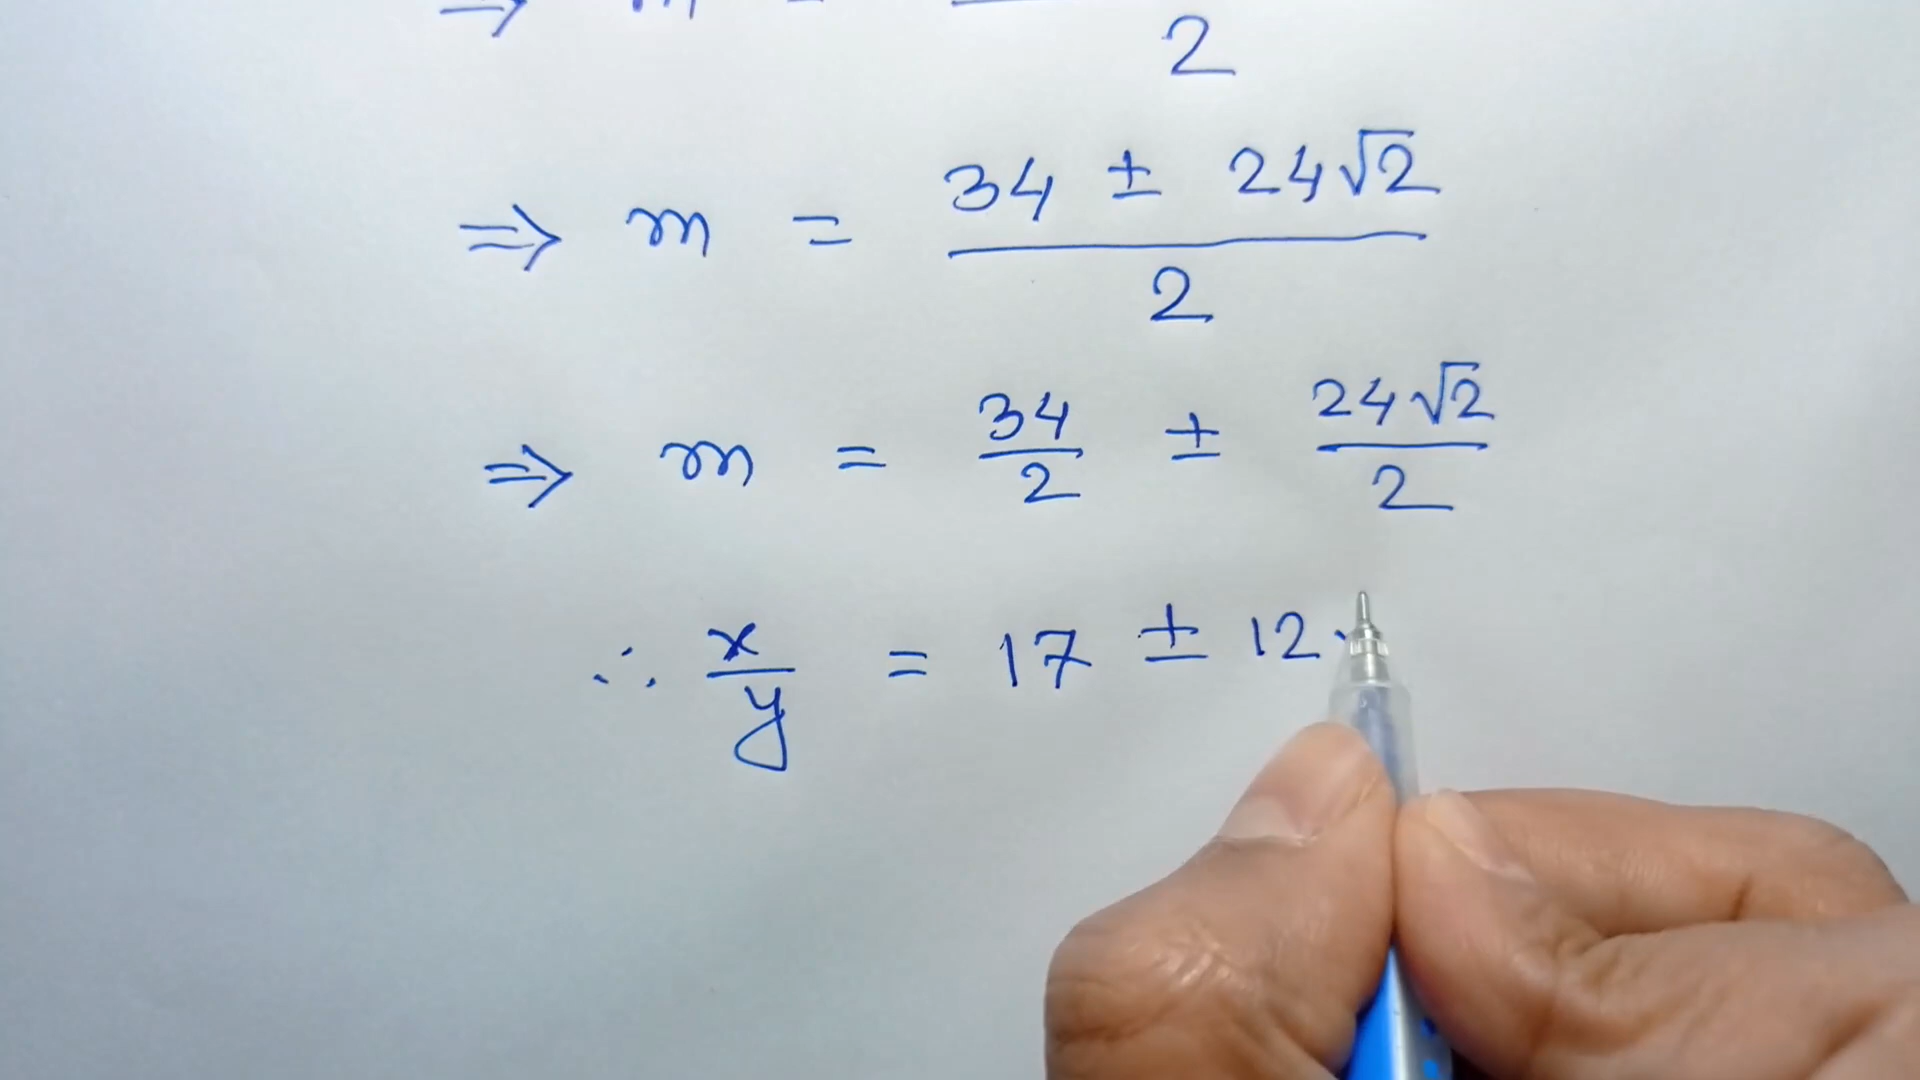 ⇒ m = ― 2
⇒ m = (34 ± 24√2)/2
⇒ m = 34/2 ± 24√2/2
∴ x/y = 17 ± 12